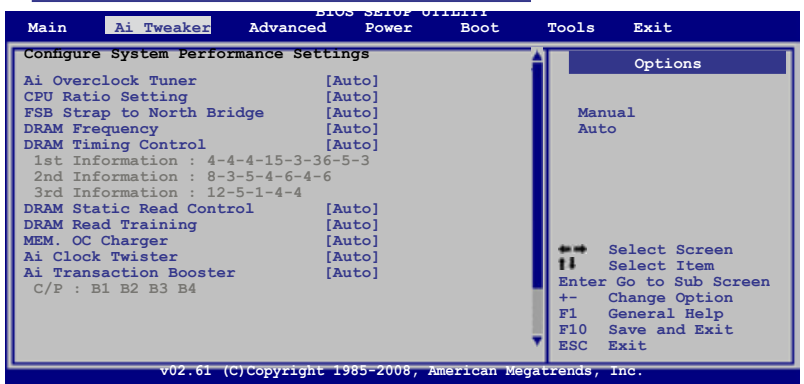 BIOS SETUP UTILITY
Main Ai Tweaker Advanced Power Boot Tools Exit
Configure System Performance Settings
Ai Overclock Tuner [Auto]
CPU Ratio Setting [Auto]
FSB Strap to North Bridge [Auto]
DRAM Frequency [Auto]
DRAM Timing Control [Auto]
1st Information : 4-4-4-15-3-36-5-3
2nd Information : 8-3-5-4-6-4-6
3rd Information : 12-5-1-4-4
DRAM Static Read Control [Auto]
DRAM Read Training [Auto]
MEM. OC Charger [Auto]
Ai Clock Twister [Auto]
Ai Transaction Booster [Auto]
C/P : B1 B2 B3 B4
Options
Manual
Auto
Select Screen
Select Item
Enter Go to Sub Screen
+- Change Option
F1 General Help
F10 Save and Exit
ESC Exit
v02.61 (C)Copyright 1985-2008, American Megatrends, Inc.